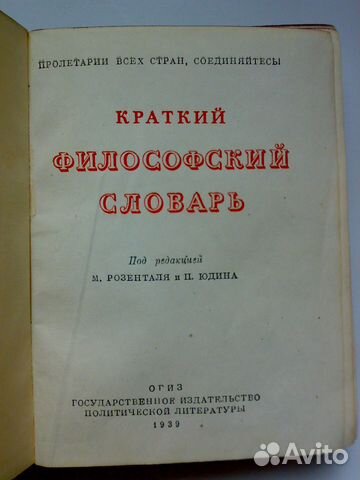 ПРОЛЕТАРИИ ВСЕХ СТРАН, СОЕДИНЯЙТЕСЬ
КРАТКИЙ
ФИЛОСОФСКИЙ
СЛОВАРЬ
Под редакцией
М. РОЗЕНТАЛЯ и П. ЮДИНА
ОГИЗ
ГОСУДАРСТВЕННОЕ ИЗДАТЕЛЬСТВО
ПОЛИТИЧЕСКОЙ ЛИТЕРАТУРЫ
1939
Avito